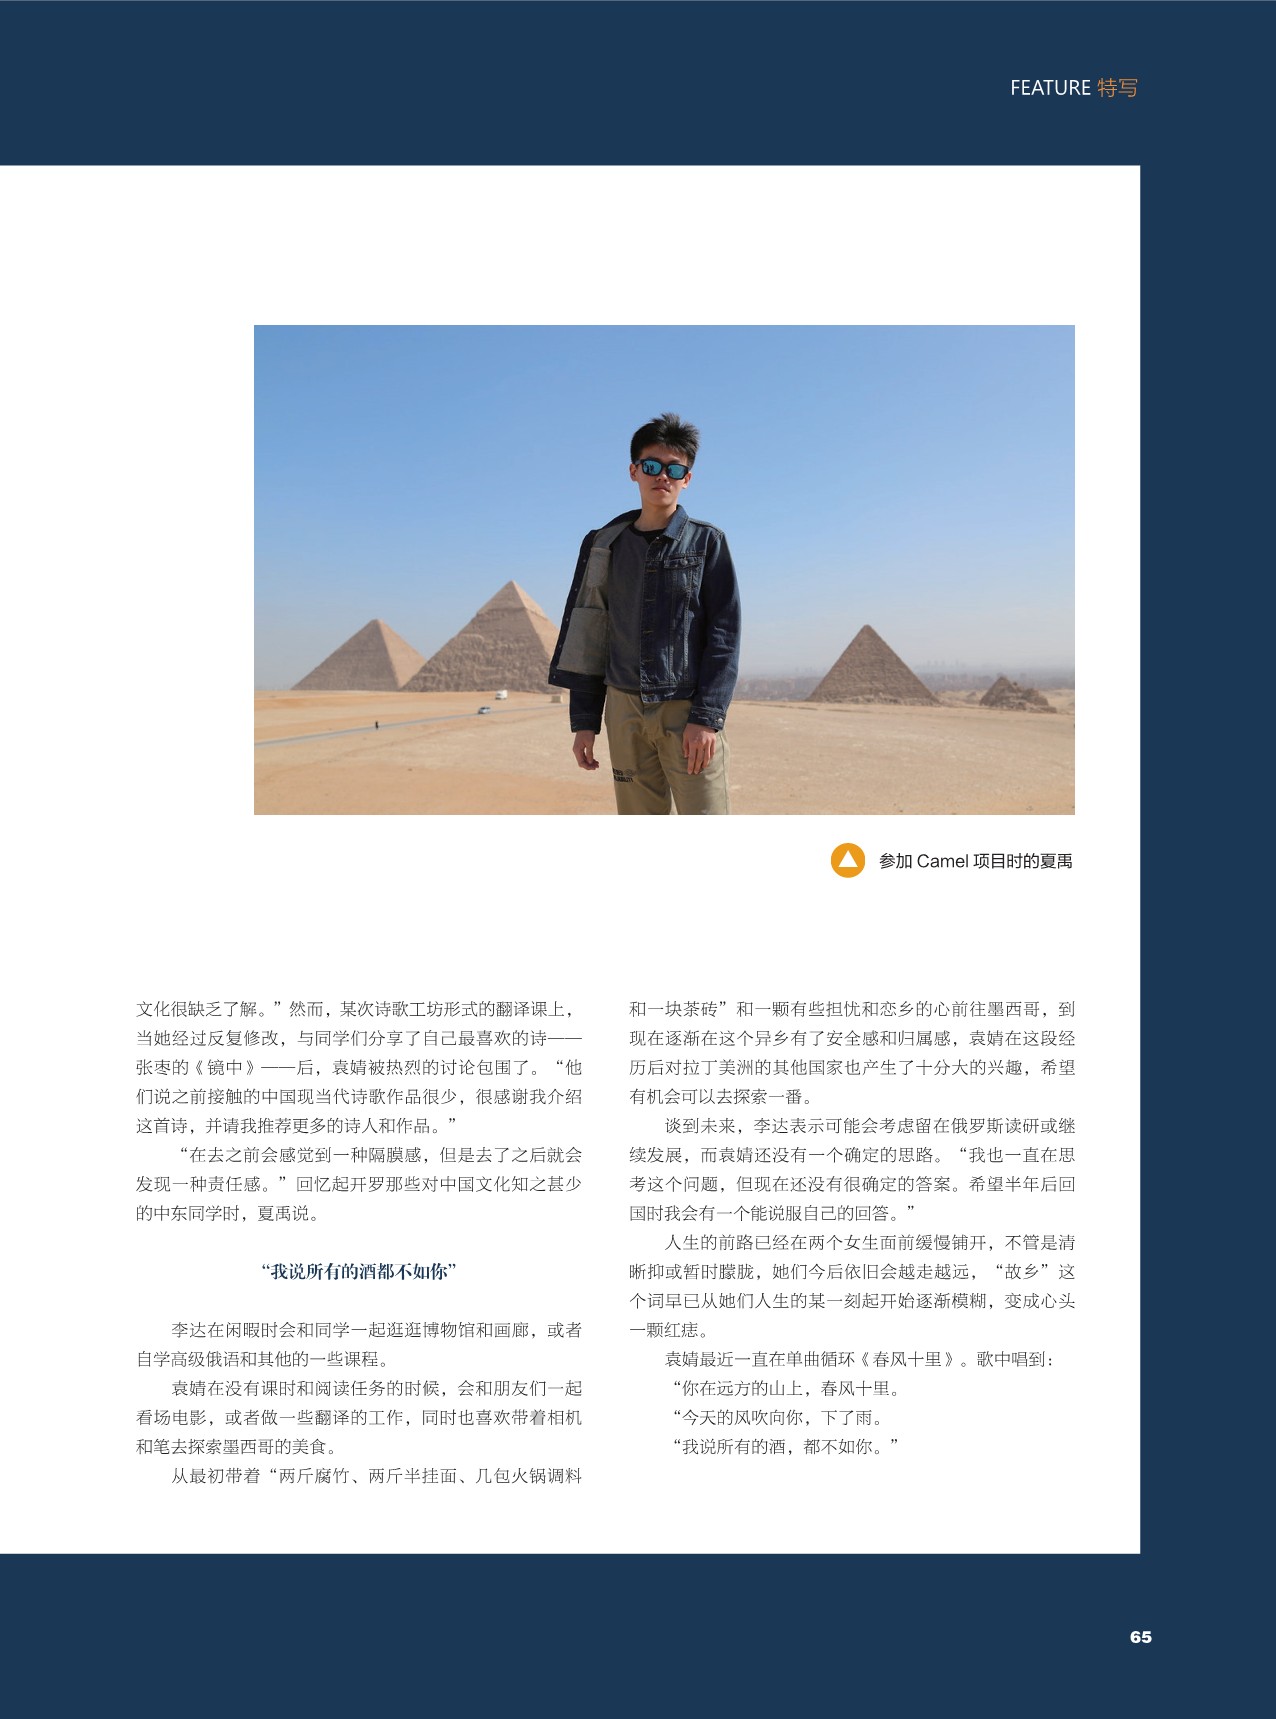 FEATURE 特写
参加 Camel 项目时的夏禹
文化很缺乏了解。”然而，某次诗歌工坊形式的翻译课上，
当她经过反复修改，与同学们分享了自己最喜欢的诗——
张枣的《镜中》——后，袁婧被热烈的讨论包围了。“他
们说之前接触的中国现当代诗歌作品很少，很感谢我介绍
这首诗，并请我推荐更多的诗人和作品。”
“在去之前会感觉到一种隔膜感，但是去了之后就会
发现一种责任感。”回忆起开罗那些对中国文化知之甚少
的中东同学时，夏禹说。
“我说所有的酒都不如你”
李达在闲暇时会和同学一起逛逛博物馆和画廊，或者
自学高级俄语和其他的一些课程。
袁婧在没有课时和阅读任务的时候，会和朋友们一起
看场电影，或者做一些翻译的工作，同时也喜欢带着相机
和笔去探索墨西哥的美食。
从最初带着“两斤腐竹、两斤半挂面、几包火锅调料
和一块茶砖”和一颗有些担忧和恋乡的心前往墨西哥，到
现在逐渐在这个异乡有了安全感和归属感，袁婧在这段经
历后对拉丁美洲的其他国家也产生了十分大的兴趣，希望
有机会可以去探索一番。
谈到未来，李达表示可能会考虑留在俄罗斯读研或继
续发展，而袁婧还没有一个确定的思路。“我也一直在思
考这个问题，但现在还没有很确定的答案。希望半年后回
国时我会有一个能说服自己的回答。”
人生的前路已经在两个女生面前缓慢铺开，不管是清
晰抑或暂时朦胧，她们今后依旧会越走越远，“故乡”这
个词早已从她们人生的某一刻起开始逐渐模糊，变成心头
一颗红痣。
袁婧最近一直在单曲循环《春风十里》。歌中唱到：
“你在远方的山上，春风十里。
“今天的风吹向你，下了雨。
“我说所有的酒，都不如你。”
65